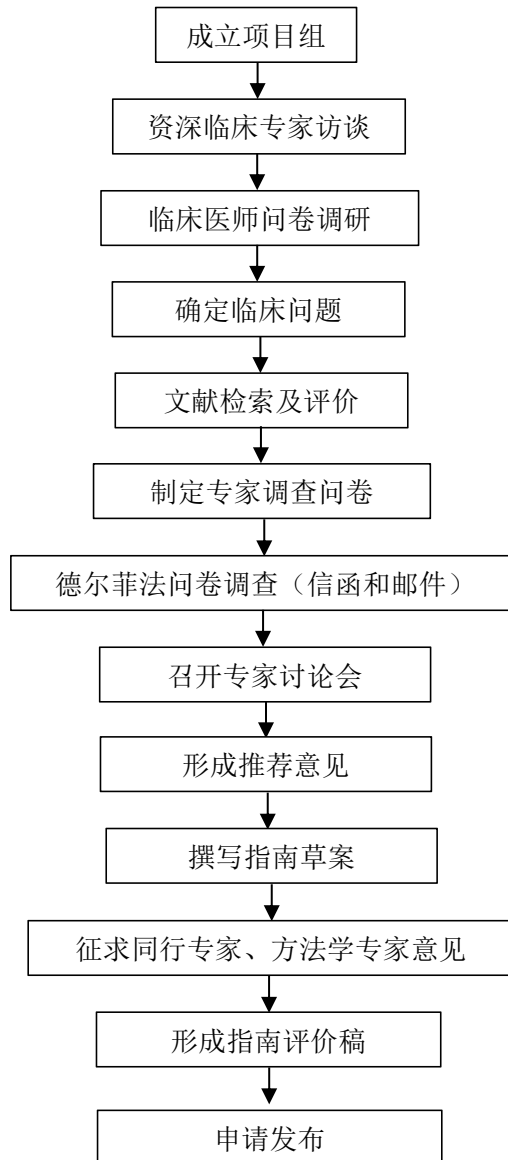 成立项目组
资深临床专家访谈
临床医师问卷调研
确定临床问题
文献检索及评价
制定专家调查问卷
德尔菲法问卷调查（信函和邮件）
召开专家讨论会
形成推荐意见
撰写指南草案
征求同行专家、方法学专家意见
形成指南评价稿
申请发布